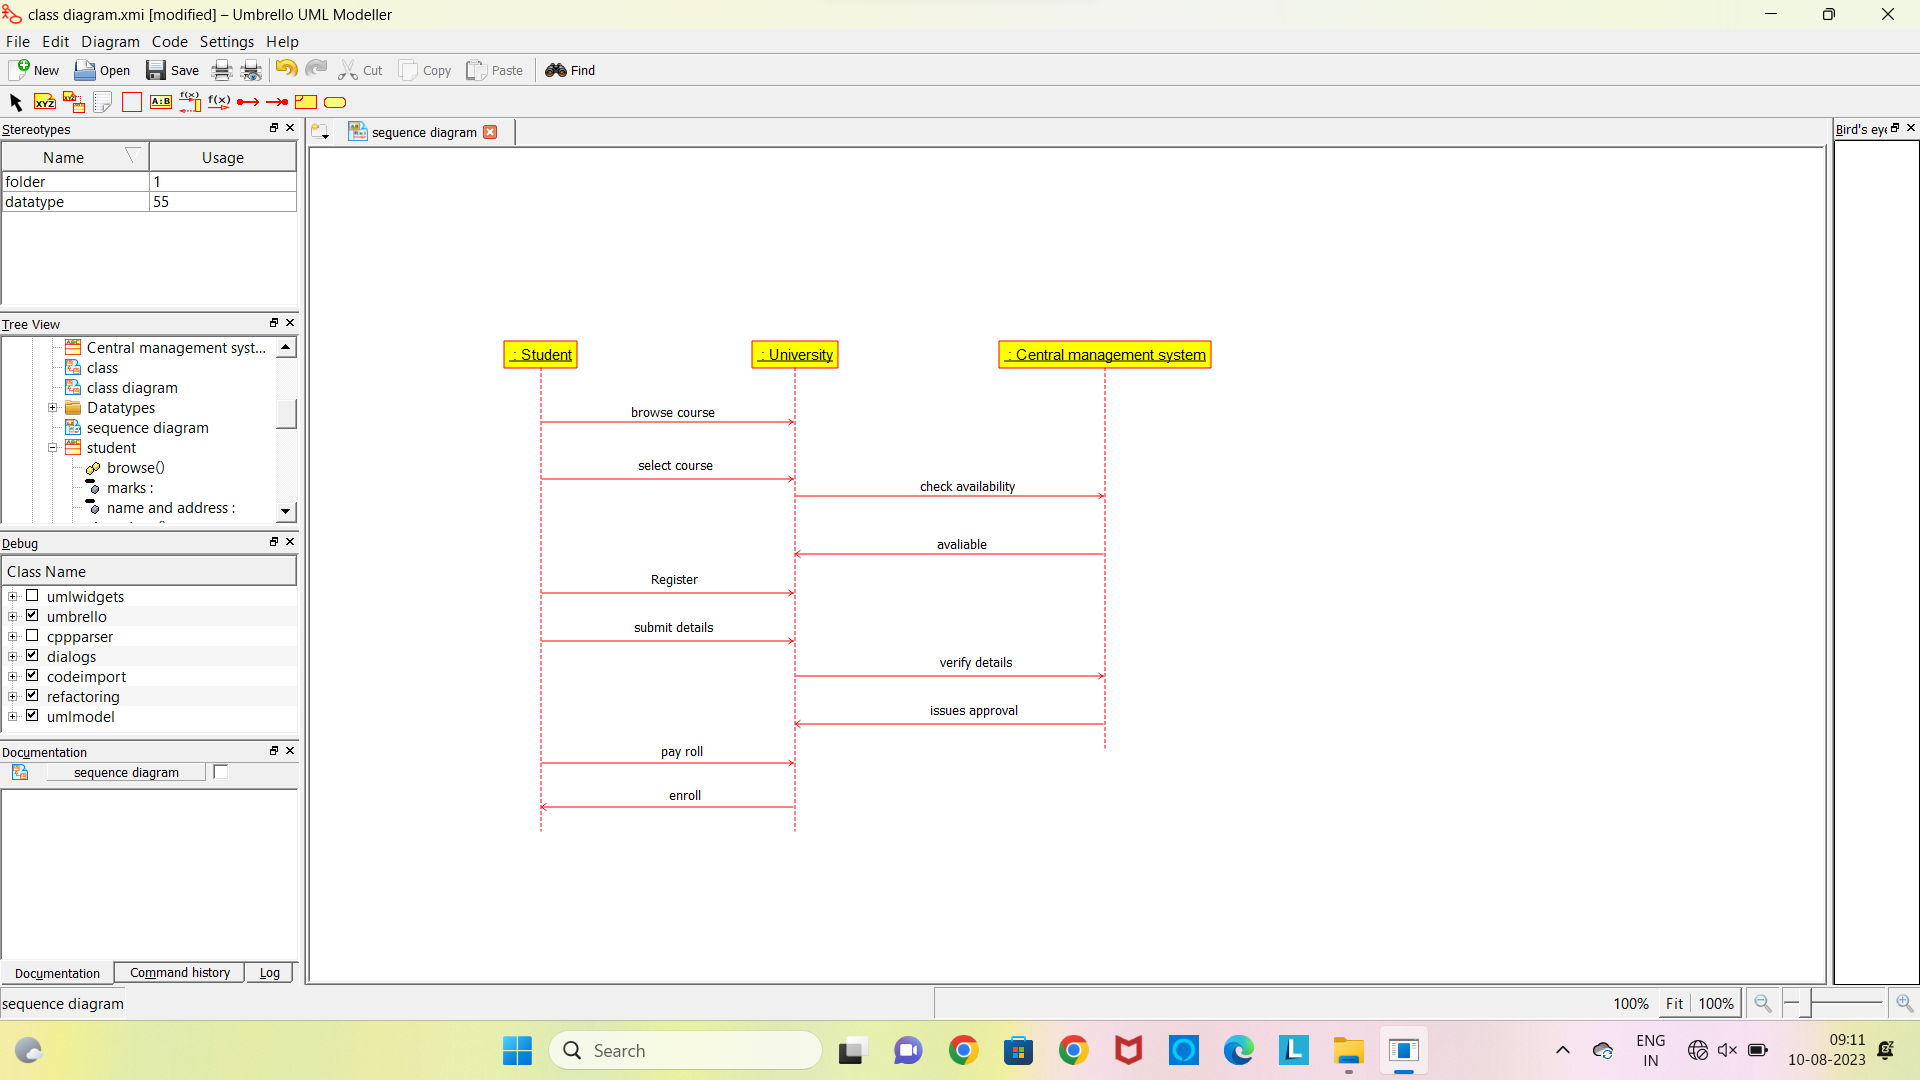 class diagram.xmi [modified] – Umbrello UML Modeller
File Edit Diagram Code Settings Help
New Open Save Cut Copy Paste Find
XYZ XYZ A:B f(x) f(x)
Stereotypes
Name Usage
folder 1
datatype 55
Tree View
Central management syst...
class
class diagram
Datatypes
sequence diagram
student
browse()
marks :
name and address :
Debug
Class Name
umlwidgets
umbrello
cppparser
dialogs
codeimport
refactoring
umlmodel
Documentation
sequence diagram
Documentation Command history Log
sequence diagram
sequence diagram
: Student : University : Central management system
browse course
select course
check availability
avaliable
Register
submit details
verify details
issues approval
pay roll
enroll
Bird's eye
100% Fit 100%
Search
ENG
IN
09:11
10-08-2023